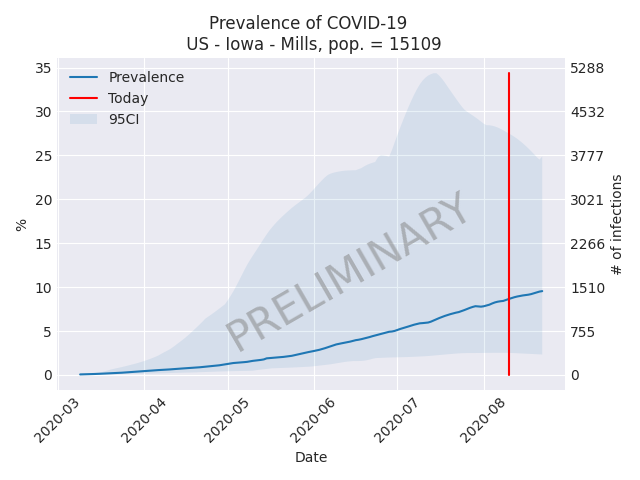 Prevalence of COVID-19
US - Iowa - Mills, pop. = 15109
Prevalence
Today
95CI
35
30
25
20
15
10
5
0
%
5288
4532
3777
3021
2266
1510
755
0
# of infections
PRELIMINARY
2020-03
2020-04
2020-05
2020-06
2020-07
2020-08
Date